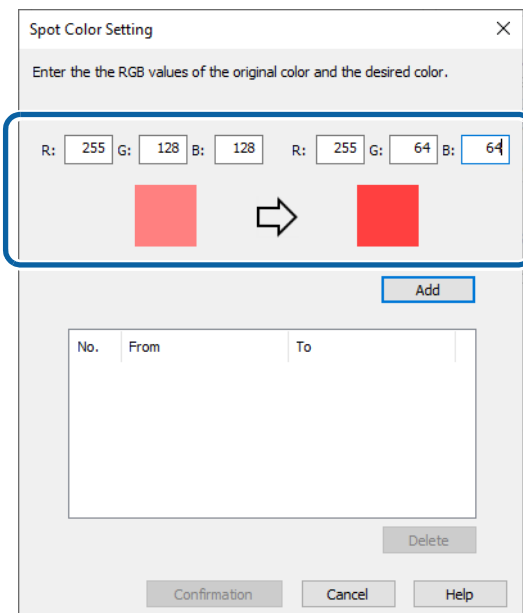 Spot Color Setting
Enter the the RGB values of the original color and the desired color.
R: 255 G: 128 B: 128 R: 255 G: 64 B: 64
Add
No. From To
Delete
Confirmation Cancel Help